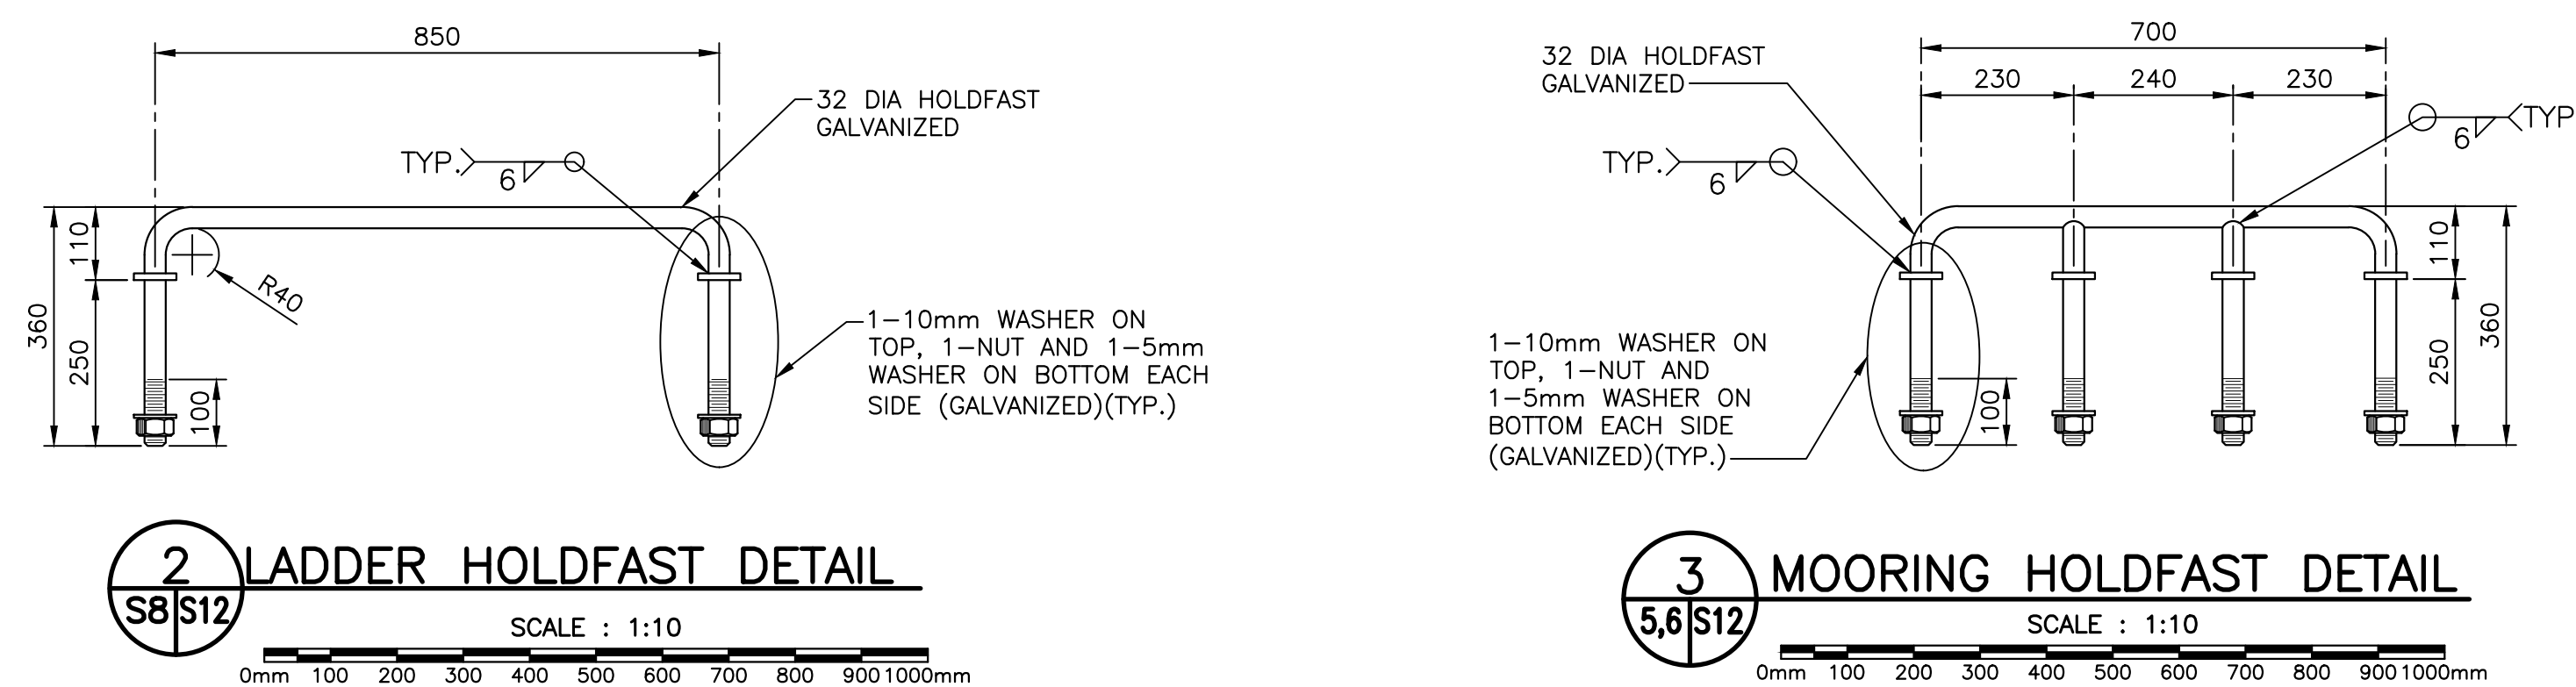 850
32 DIA HOLDFAST
GALVANIZED
TYP.
6
110
360
250
R40
100
1-10mm WASHER ON
TOP, 1-NUT AND 1-5mm
WASHER ON BOTTOM EACH
SIDE (GALVANIZED)(TYP.)
2
S8 S12
LADDER HOLDFAST DETAIL
SCALE : 1:10
0mm 100 200 300 400 500 600 700 800 900 1000mm
700
230 240 230
32 DIA HOLDFAST
GALVANIZED
TYP.
6
TYP
6
110
360
250
100
1-10mm WASHER ON
TOP, 1-NUT AND
1-5mm WASHER ON
BOTTOM EACH SIDE
(GALVANIZED)(TYP.)
3
5,6 S12
MOORING HOLDFAST DETAIL
SCALE : 1:10
0mm 100 200 300 400 500 600 700 800 900 1000mm